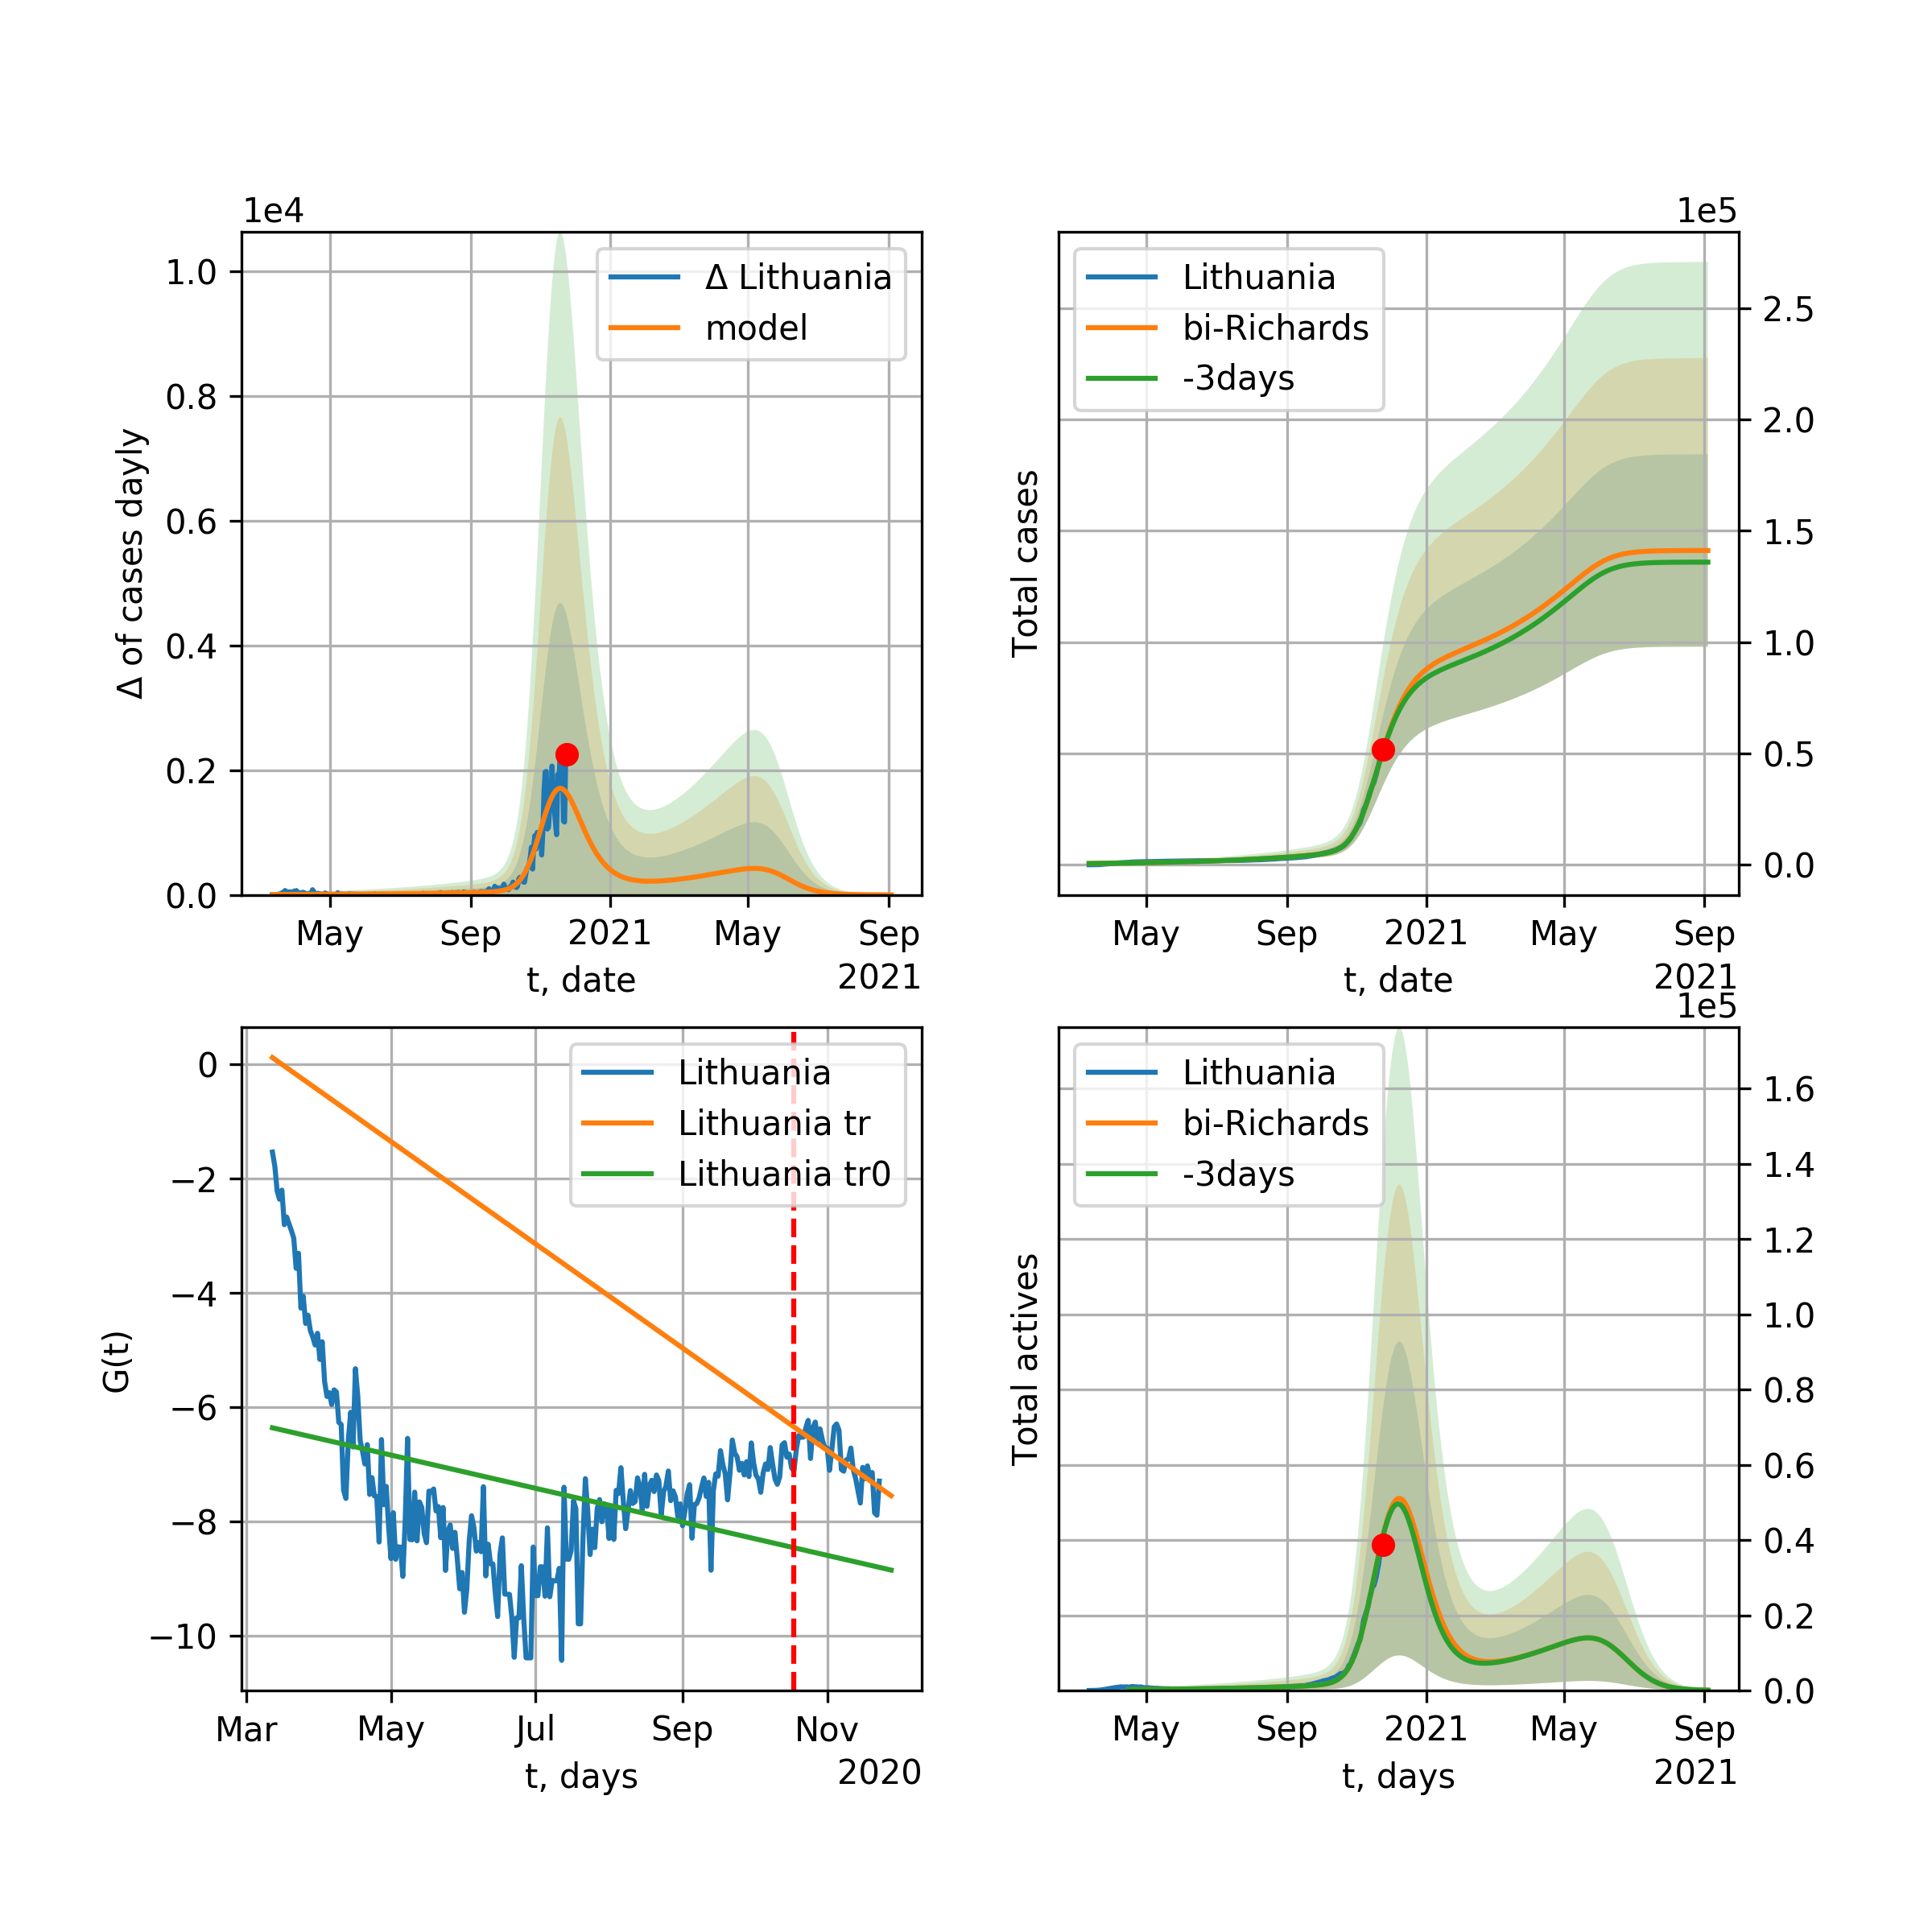 1e4
1.0
0.8
0.6
0.4
0.2
0.0
Δ of cases dayly
Δ Lithuania
model
May Sep 2021 May Sep
t, date
2021
1e5
Lithuania
bi-Richards
-3days
Total cases
2.5
2.0
1.5
1.0
0.5
0.0
May Sep 2021 May Sep
t, date
2021
0
−2
−4
−6
−8
−10
G(t)
Lithuania
Lithuania tr
Lithuania tr0
Mar May Jul Sep Nov
t, days
2020
1e5
Lithuania
bi-Richards
-3days
Total actives
1.6
1.4
1.2
1.0
0.8
0.6
0.4
0.2
0.0
May Sep 2021 May Sep
t, days
2021